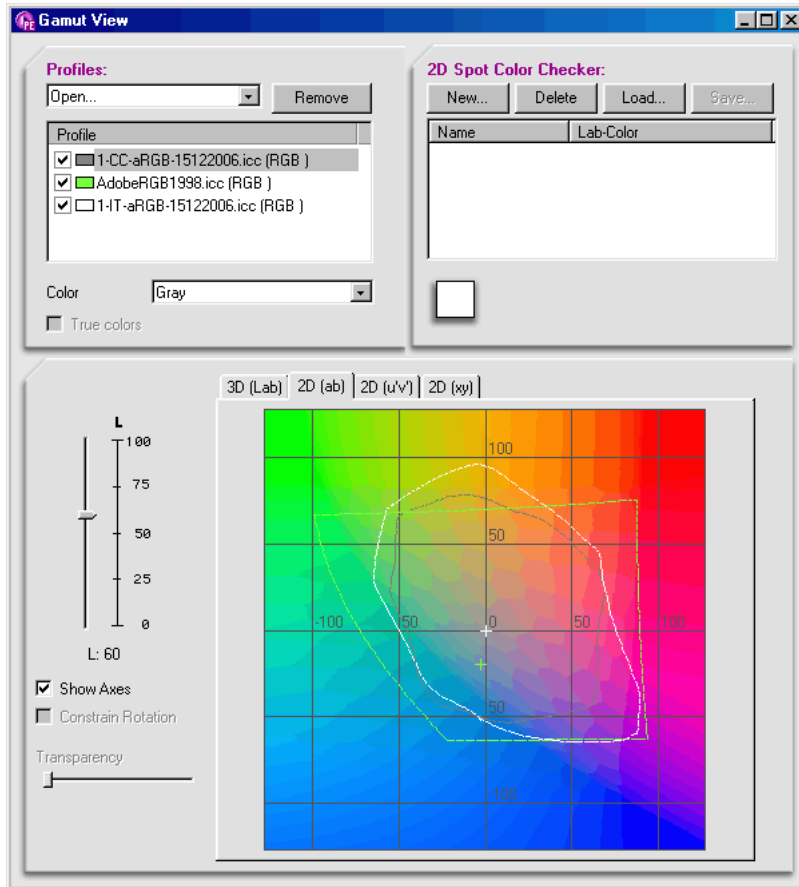 Gamut View
Profiles:
Open...
Remove
Profile
1-CC-aRGB-15122006.icc (RGB )
AdobeRGB1998.icc (RGB )
1-IT-aRGB-15122006.icc (RGB )
Color
Gray
True colors
2D Spot Color Checker:
New...
Delete
Load...
Save...
Name
Lab-Color
3D (Lab)
2D (ab)
2D (u'v')
2D (xy)
L
100
75
50
25
0
L: 60
Show Axes
Constrain Rotation
Transparency
100
50
-100
50
0
50
100
50
-100